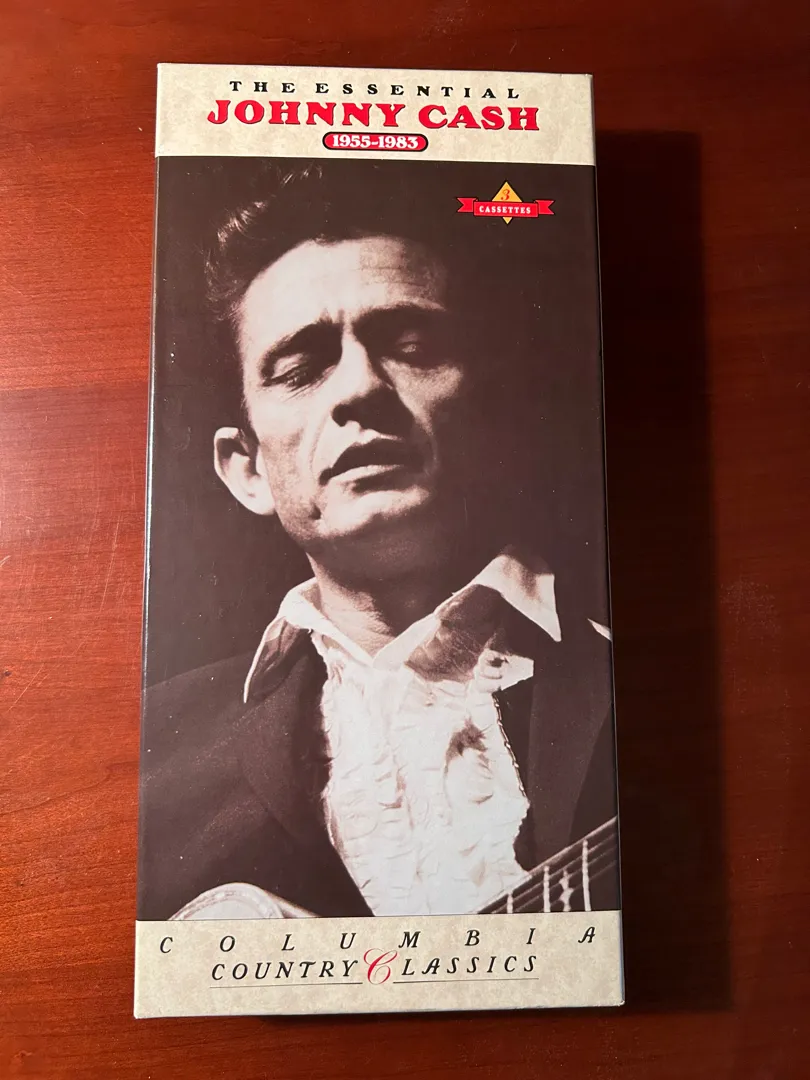 THE ESSENTIAL
JOHNNY CASH
1955-1983
3
CASSETTES
COLUMBIA
COUNTRY CLASSICS